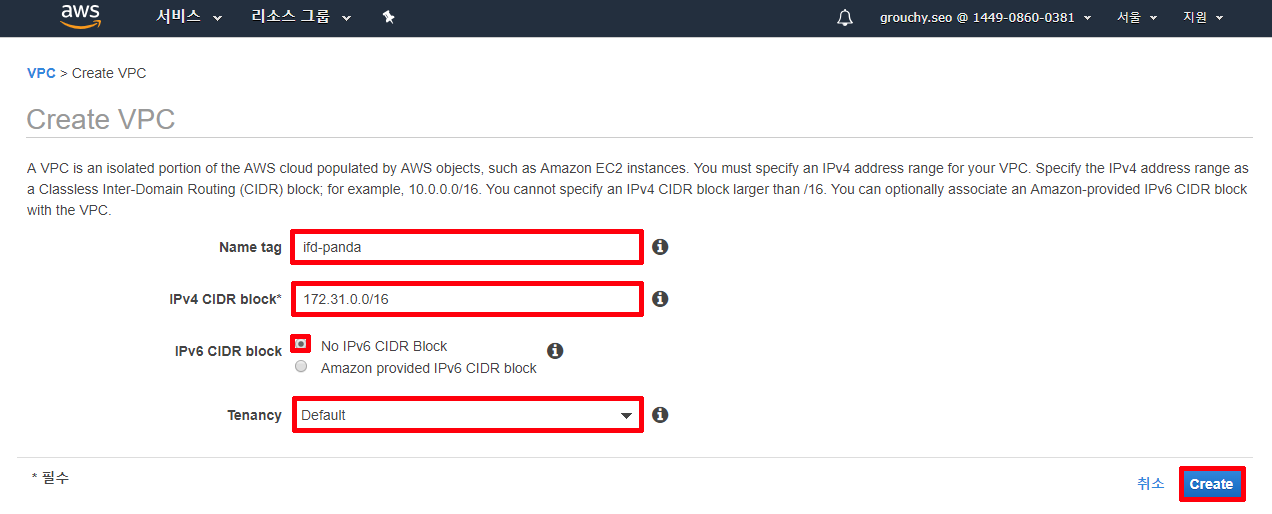 aws 서비스 리소스 그룹 grouchy.seo @ 1449-0860-0381 서울 지원
VPC > Create VPC
Create VPC
A VPC is an isolated portion of the AWS cloud populated by AWS objects, such as Amazon EC2 instances. You must specify an IPv4 address range for your VPC. Specify the IPv4 address range as
a Classless Inter-Domain Routing (CIDR) block; for example, 10.0.0.0/16. You cannot specify an IPv4 CIDR block larger than /16. You can optionally associate an Amazon-provided IPv6 CIDR block
with the VPC.
Name tag ifd-panda
IPv4 CIDR block* 172.31.0.0/16
IPv6 CIDR block No IPv6 CIDR Block
Amazon provided IPv6 CIDR block
Tenancy Default
* 필수
취소 Create